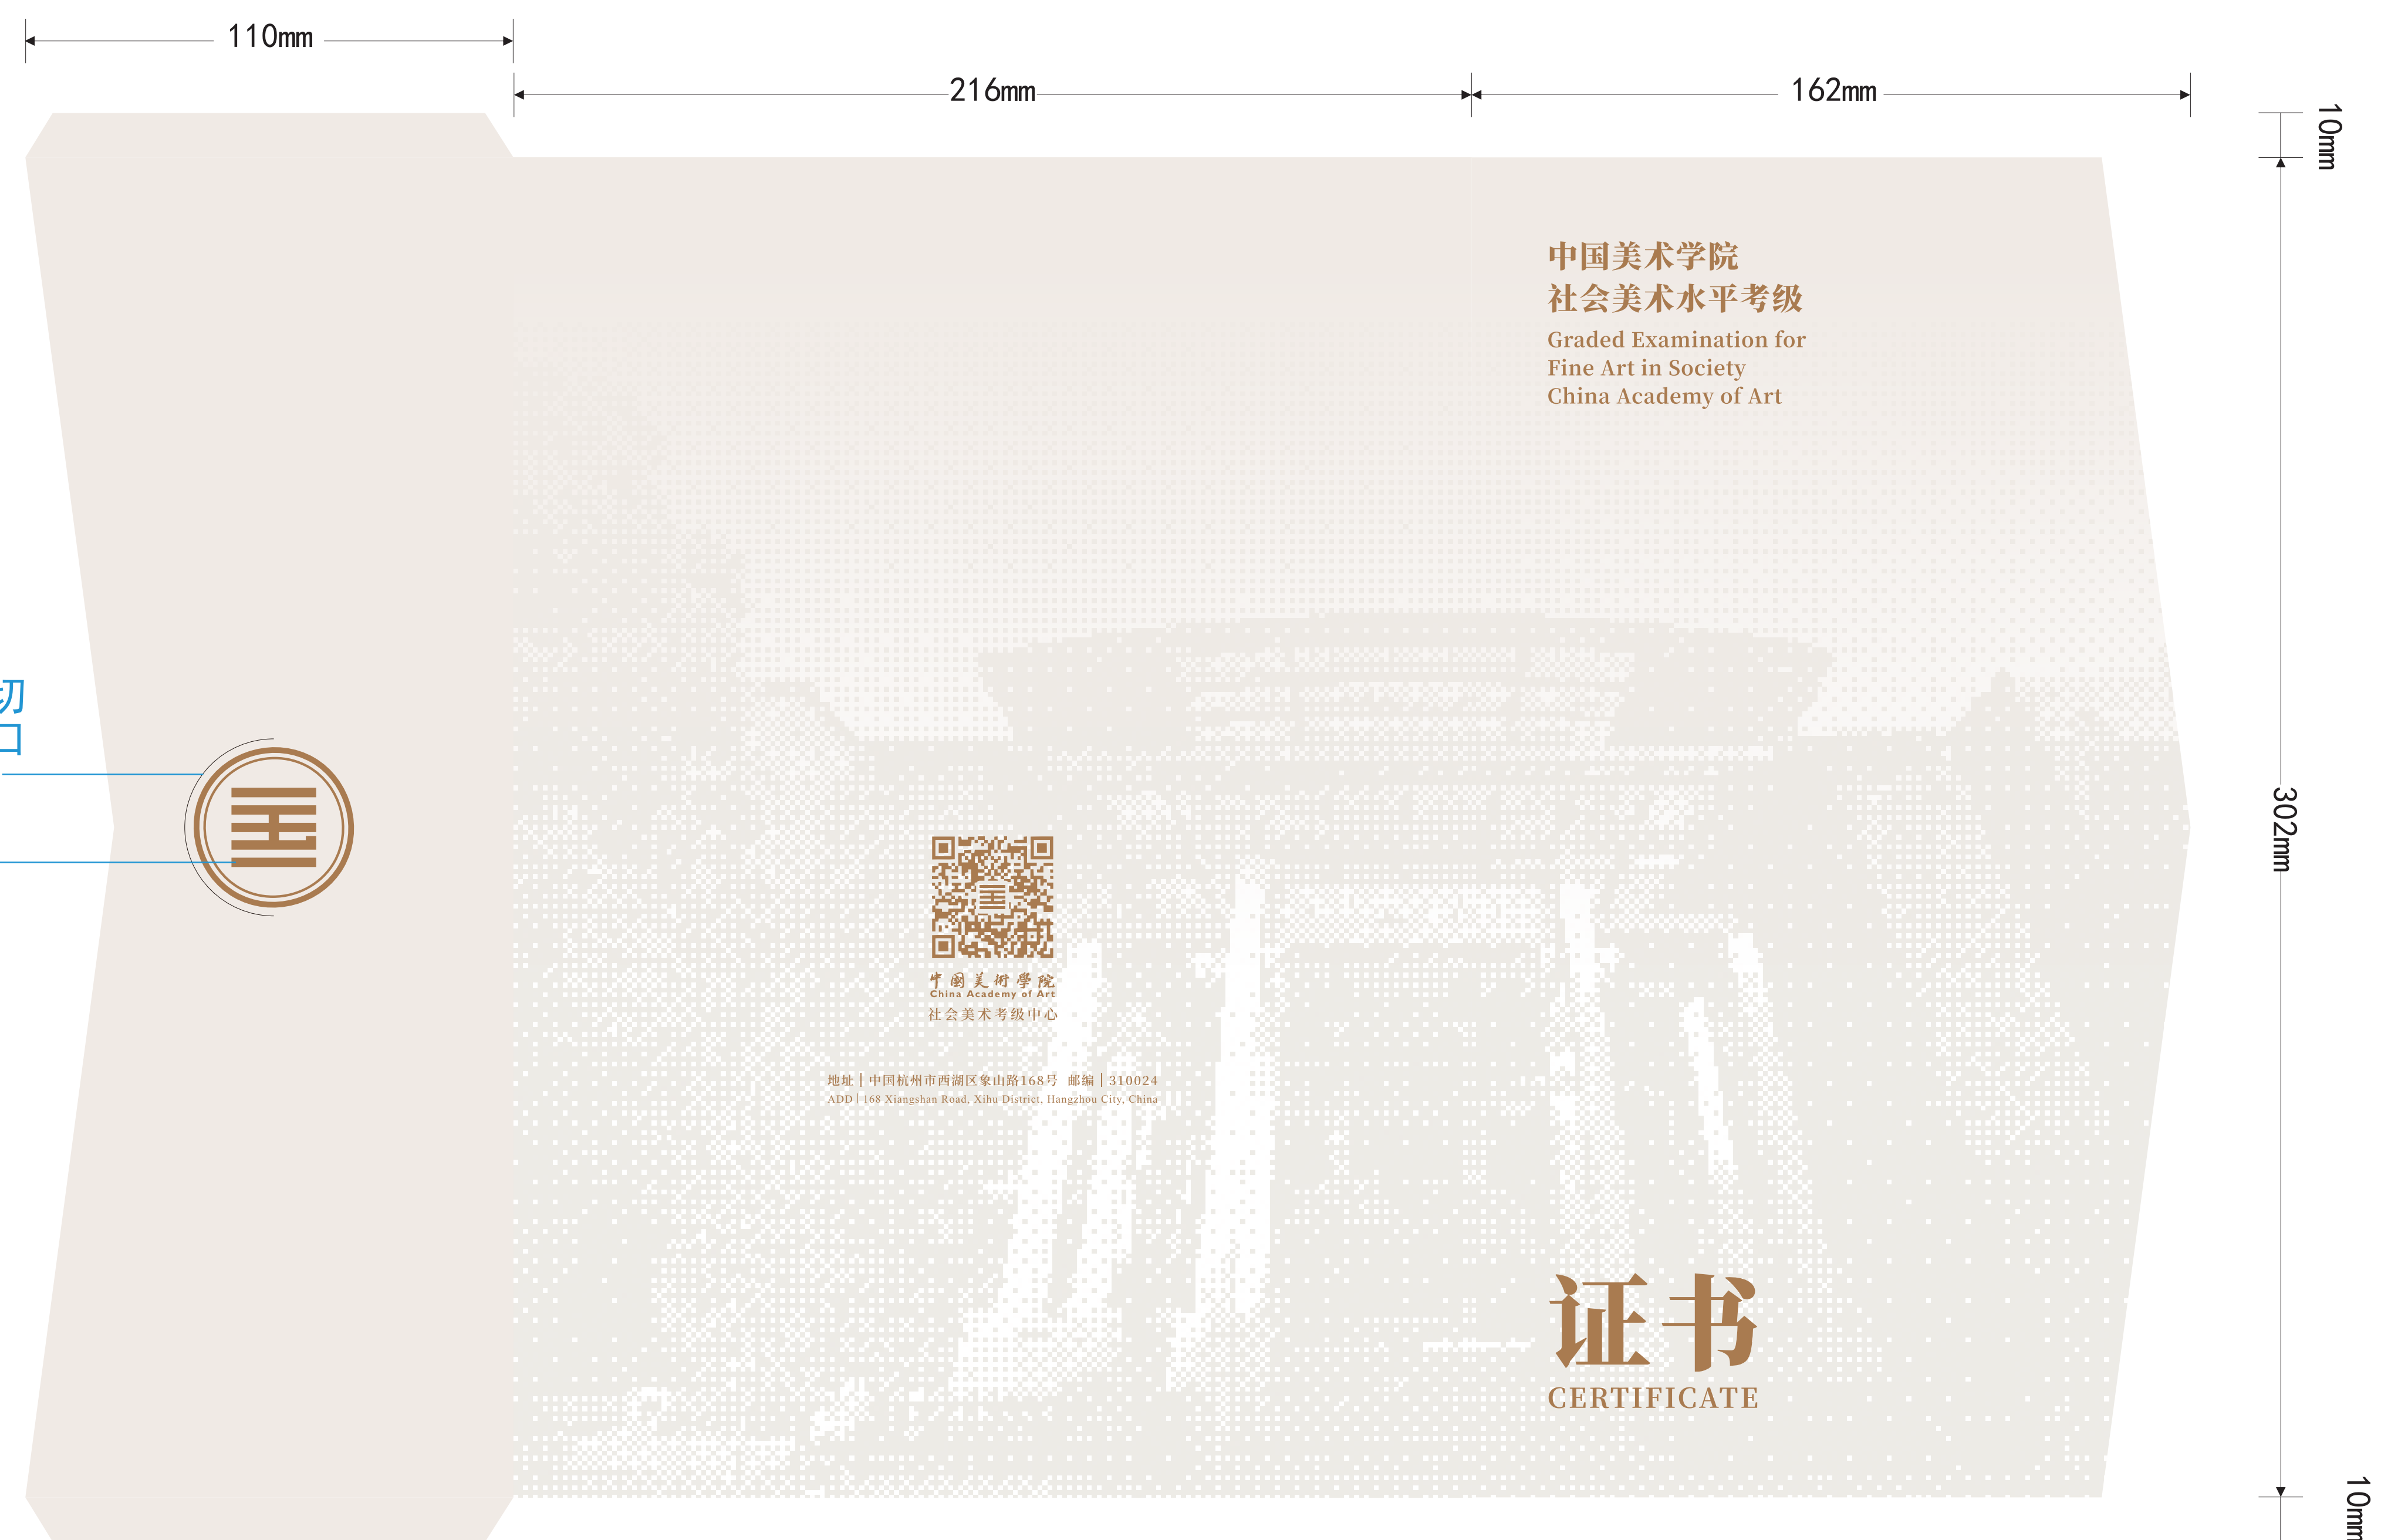 110mm
216mm
162mm
10mm
中国美术学院
社会美术水平考级
Graded Examination for
Fine Art in Society
China Academy of Art
切
口
302mm
中國美術學院
China Academy of Art
社会美术考级中心
地址｜中国杭州市西湖区象山路168号 邮编｜310024
ADD｜168 Xiangshan Road, Xihu District, Hangzhou City, China
证书
CERTIFICATE
10mm